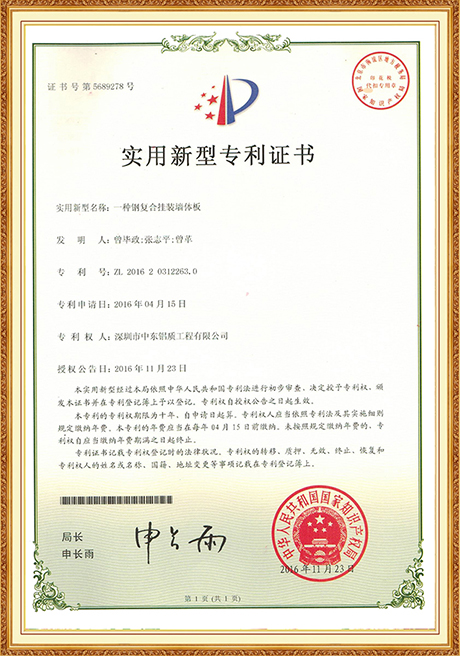 证书号第5689278号
实用新型专利证书
实用新型名称：一种钢复合挂装墙体板
发 明 人：曾毕政;张志平;曾革
专 利 号：ZL 2016 2 0312263.0
专利申请日：2016年04月15日
专 利 权 人：深圳市中东铝质工程有限公司
授权公告日：2016年11月23日
本实用新型经过本局依照中华人民共和国专利法进行初步审查，决定授予专利权，颁
发本证书并在专利登记簿上予以登记。专利权自授权公告之日起生效。
本专利的专利权期限为十年，自申请日起算。专利权人应当依照专利法及其实施细则
规定缴纳年费。本专利的年费应当在每年04月15日前缴纳。未按照规定缴纳年费的，专利
权自应当缴纳年费期满之日起终止。
专利证书记载专利权登记时的法律状况。专利权的转移、质押、无效、终止、恢复和
专利权人的姓名或名称、国籍、地址变更等事项记载在专利登记簿上。
局长
申长雨
申长雨
中华人民共和国国家知识产权局
2016年11月23日
第1页(共1页)